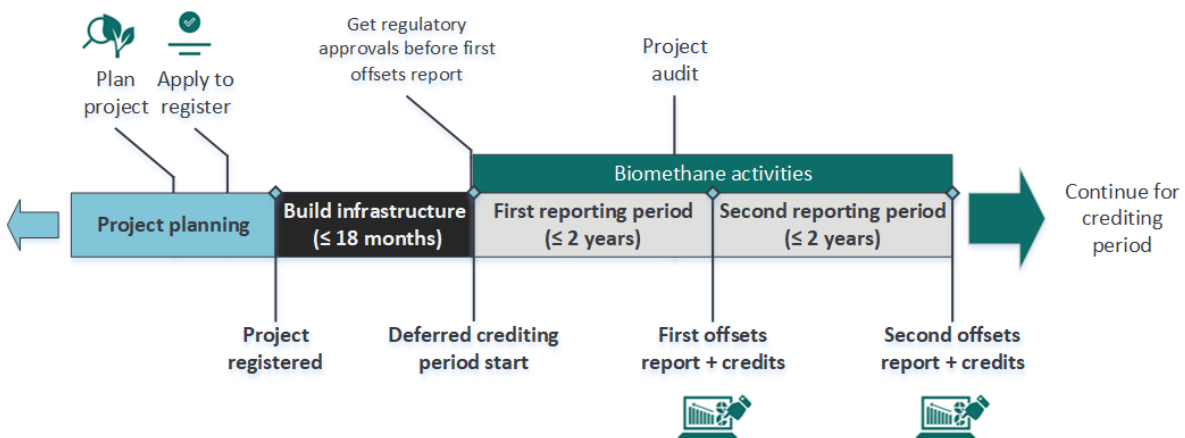 Plan
project
Apply to
register
Get regulatory
approvals before first
offsets report
Project
audit
Biomethane activities
Project planning
Build infrastructure
(≤ 18 months)
First reporting period
(≤ 2 years)
Second reporting period
(≤ 2 years)
Continue for
crediting
period
Project
registered
Deferred crediting
period start
First offsets
report + credits
Second offsets
report + credits